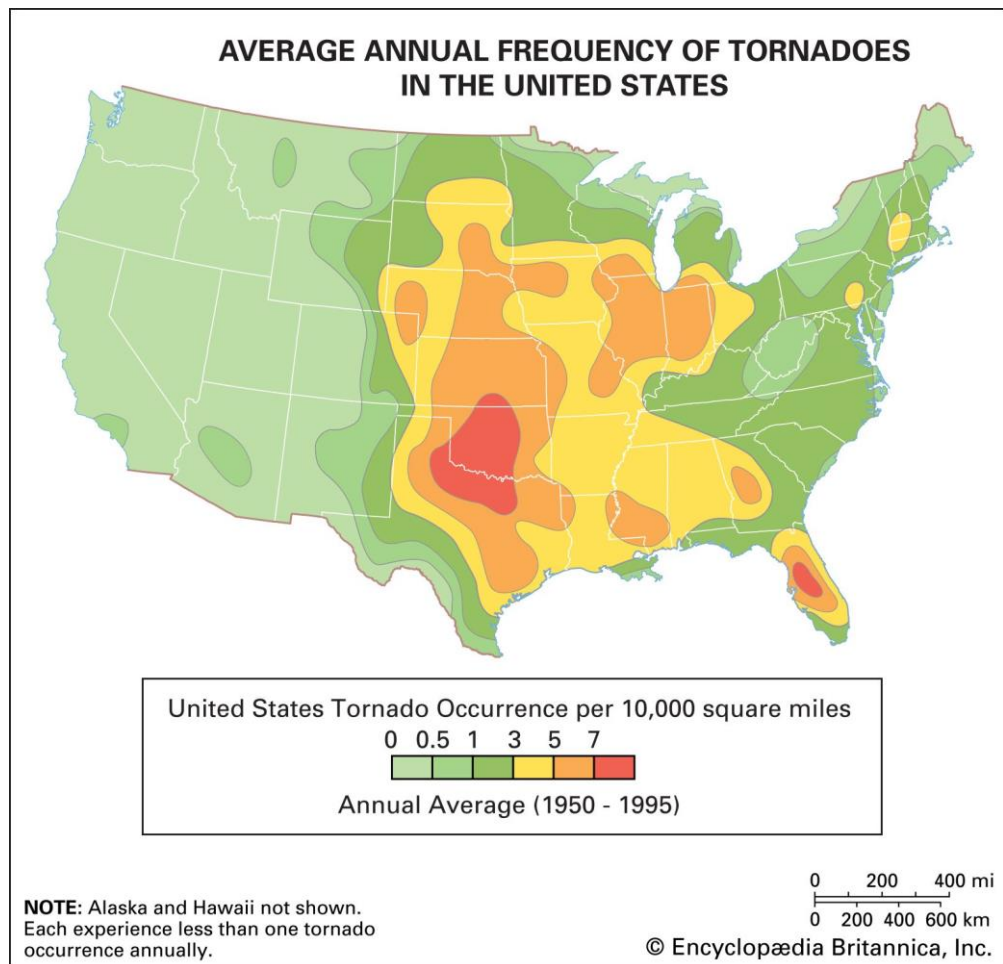 AVERAGE ANNUAL FREQUENCY OF TORNADOES
IN THE UNITED STATES
United States Tornado Occurrence per 10,000 square miles
0 0.5 1 3 5 7
Annual Average (1950 - 1995)
NOTE: Alaska and Hawaii not shown.
Each experience less than one tornado
occurrence annually.
0 200 400 mi
0 200 400 600 km
© Encyclopædia Britannica, Inc.